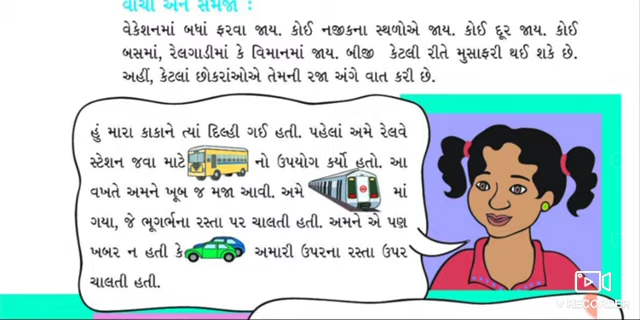 વાંચો અને સમજો :
વેકેશનમાં બધાં ફરવા જાય. કોઈ નજીકના સ્થળોએ જાય. કોઈ દૂર જાય. કોઈ
બસમાં, રેલગાડીમાં કે વિમાનમાં જાય. બીજી કેટલી રીતે મુસાફરી થઈ શકે છે.
અહીં, કેટલાં છોકરાંઓએ તેમની રજા અંગે વાત કરી છે.
હું મારા કાકાને ત્યાં દિલ્હી ગઈ હતી. પહેલાં અમે રેલવે
સ્ટેશન જવા માટે નો ઉપયોગ કર્યો હતો. આ
વખતે અમને ખૂબ જ મજા આવી. અમે માં
ગયા, જે ભૂગર્ભના રસ્તા પર ચાલતી હતી. અમને એ પણ
ખબર ન હતી કે અમારી ઉપરના રસ્તા ઉપર
ચાલતી હતી.
RECORDER